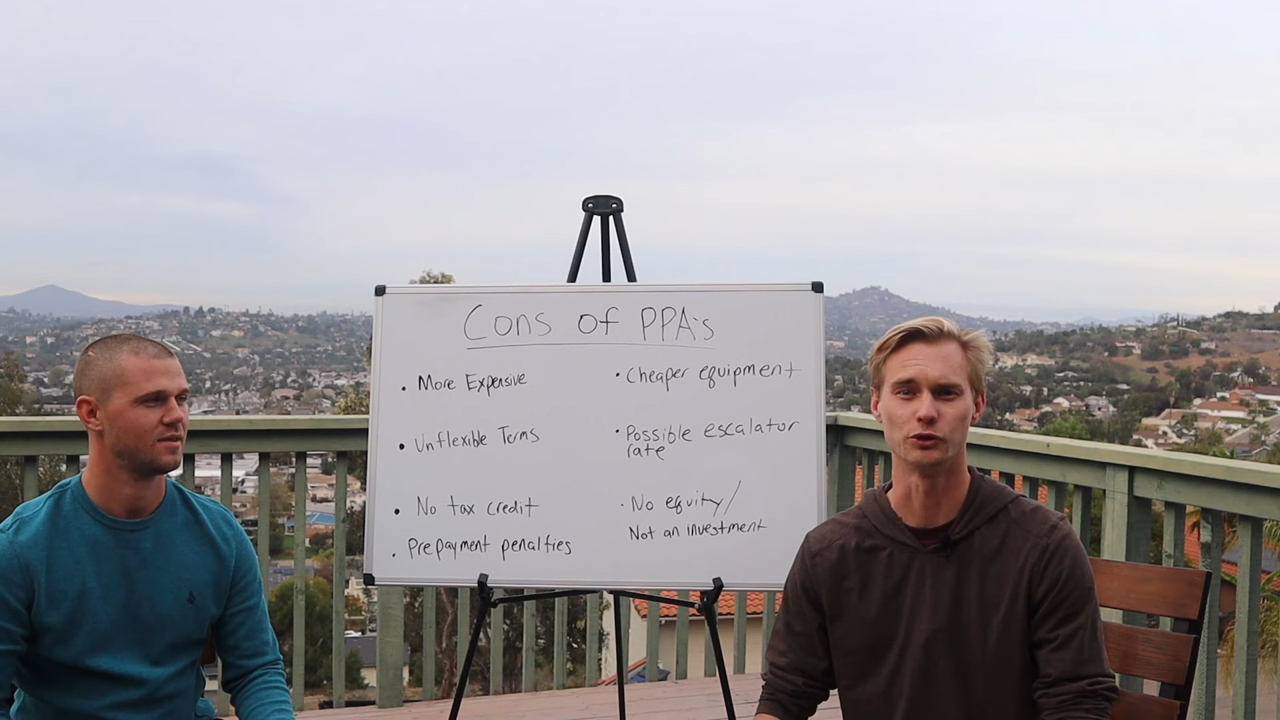 Cons of PPA's
• More Expensive
• Unflexible Terms
• No tax credit
• Prepayment penalties
• Cheaper equipment
• Possible escalator
rate
• No equity/
Not an investment